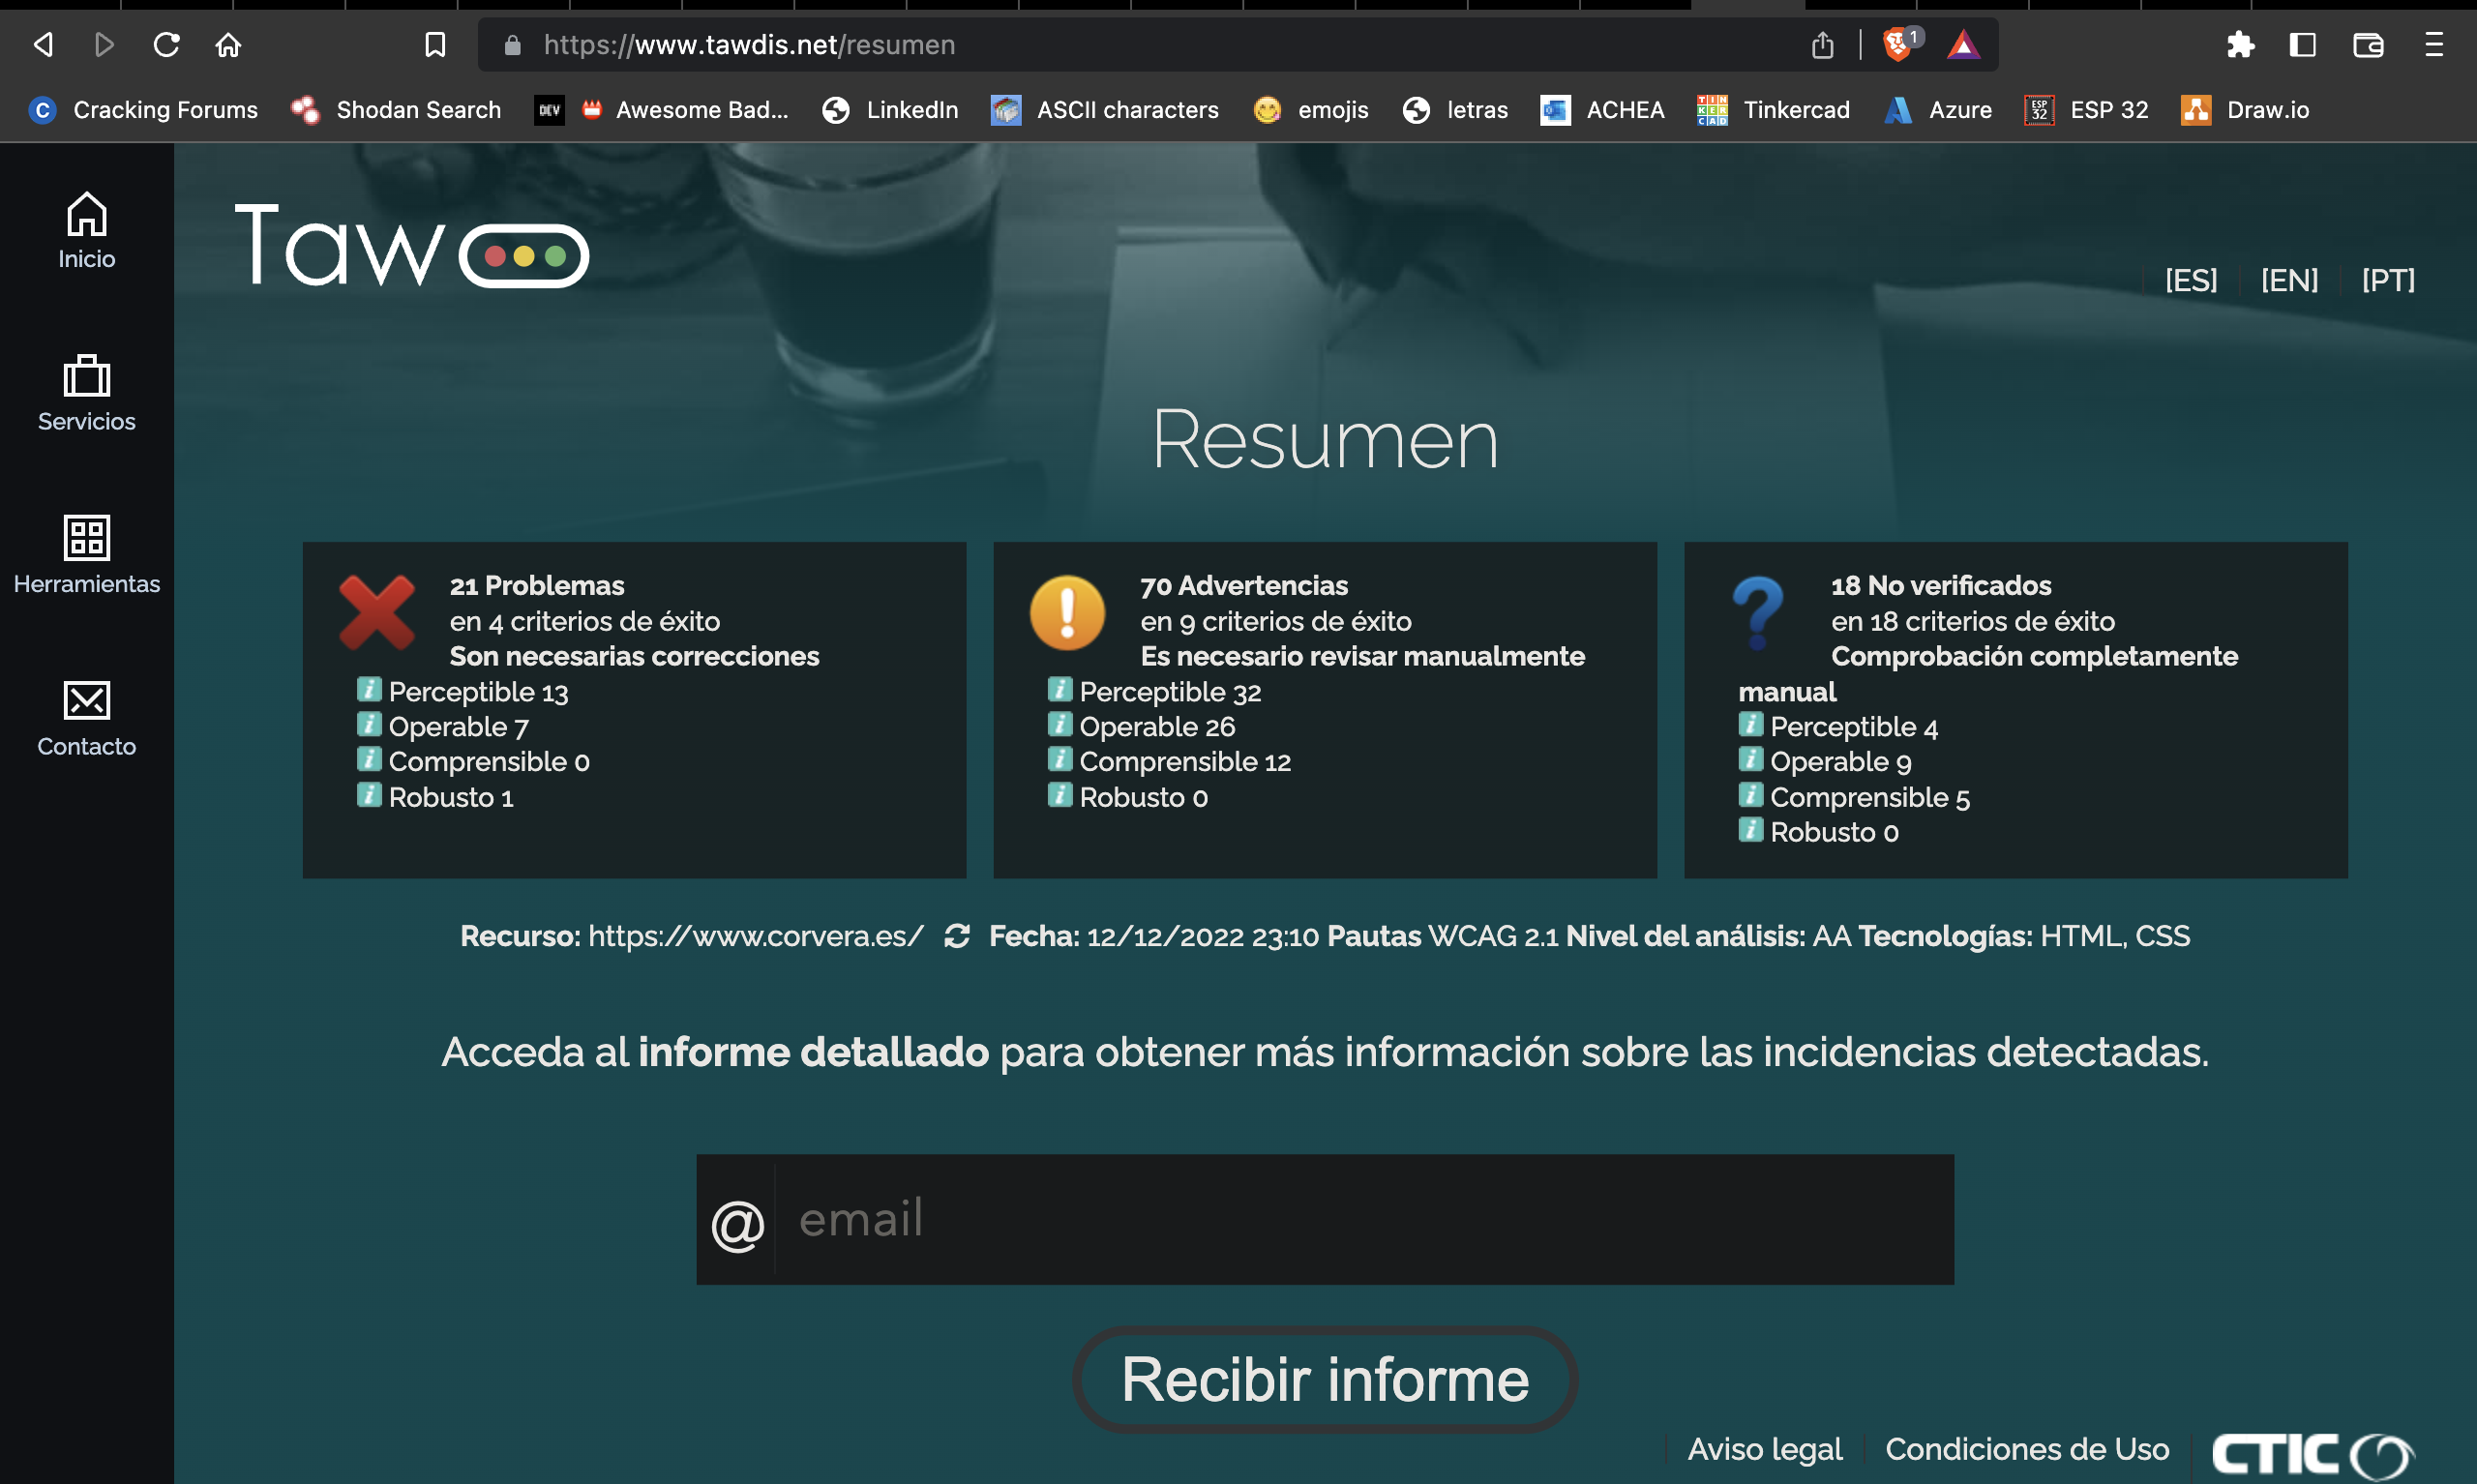 https://www.tawdis.net/resumen
1
Cracking Forums
Shodan Search
DEV
Awesome Bad...
LinkedIn
ASCII characters
emojis
letras
ACHEA
TINKERCAD
Tinkercad
Azure
ESP 32
ESP 32
Draw.io
Inicio
Servicios
Herramientas
Contacto
Taw
[ES] [EN] [PT]
Resumen
21 Problemas
en 4 criterios de éxito
Son necesarias correcciones
Perceptible 13
Operable 7
Comprensible 0
Robusto 1
70 Advertencias
en 9 criterios de éxito
Es necesario revisar manualmente
Perceptible 32
Operable 26
Comprensible 12
Robusto 0
18 No verificados
en 18 criterios de éxito
Comprobación completamente
manual
Perceptible 4
Operable 9
Comprensible 5
Robusto 0
Recurso: https://www.corvera.es/ Fecha: 12/12/2022 23:10 Pautas WCAG 2.1 Nivel del análisis: AA Tecnologías: HTML, CSS
Acceda al informe detallado para obtener más información sobre las incidencias detectadas.
@ email
Recibir informe
Aviso legal Condiciones de Uso CTIC